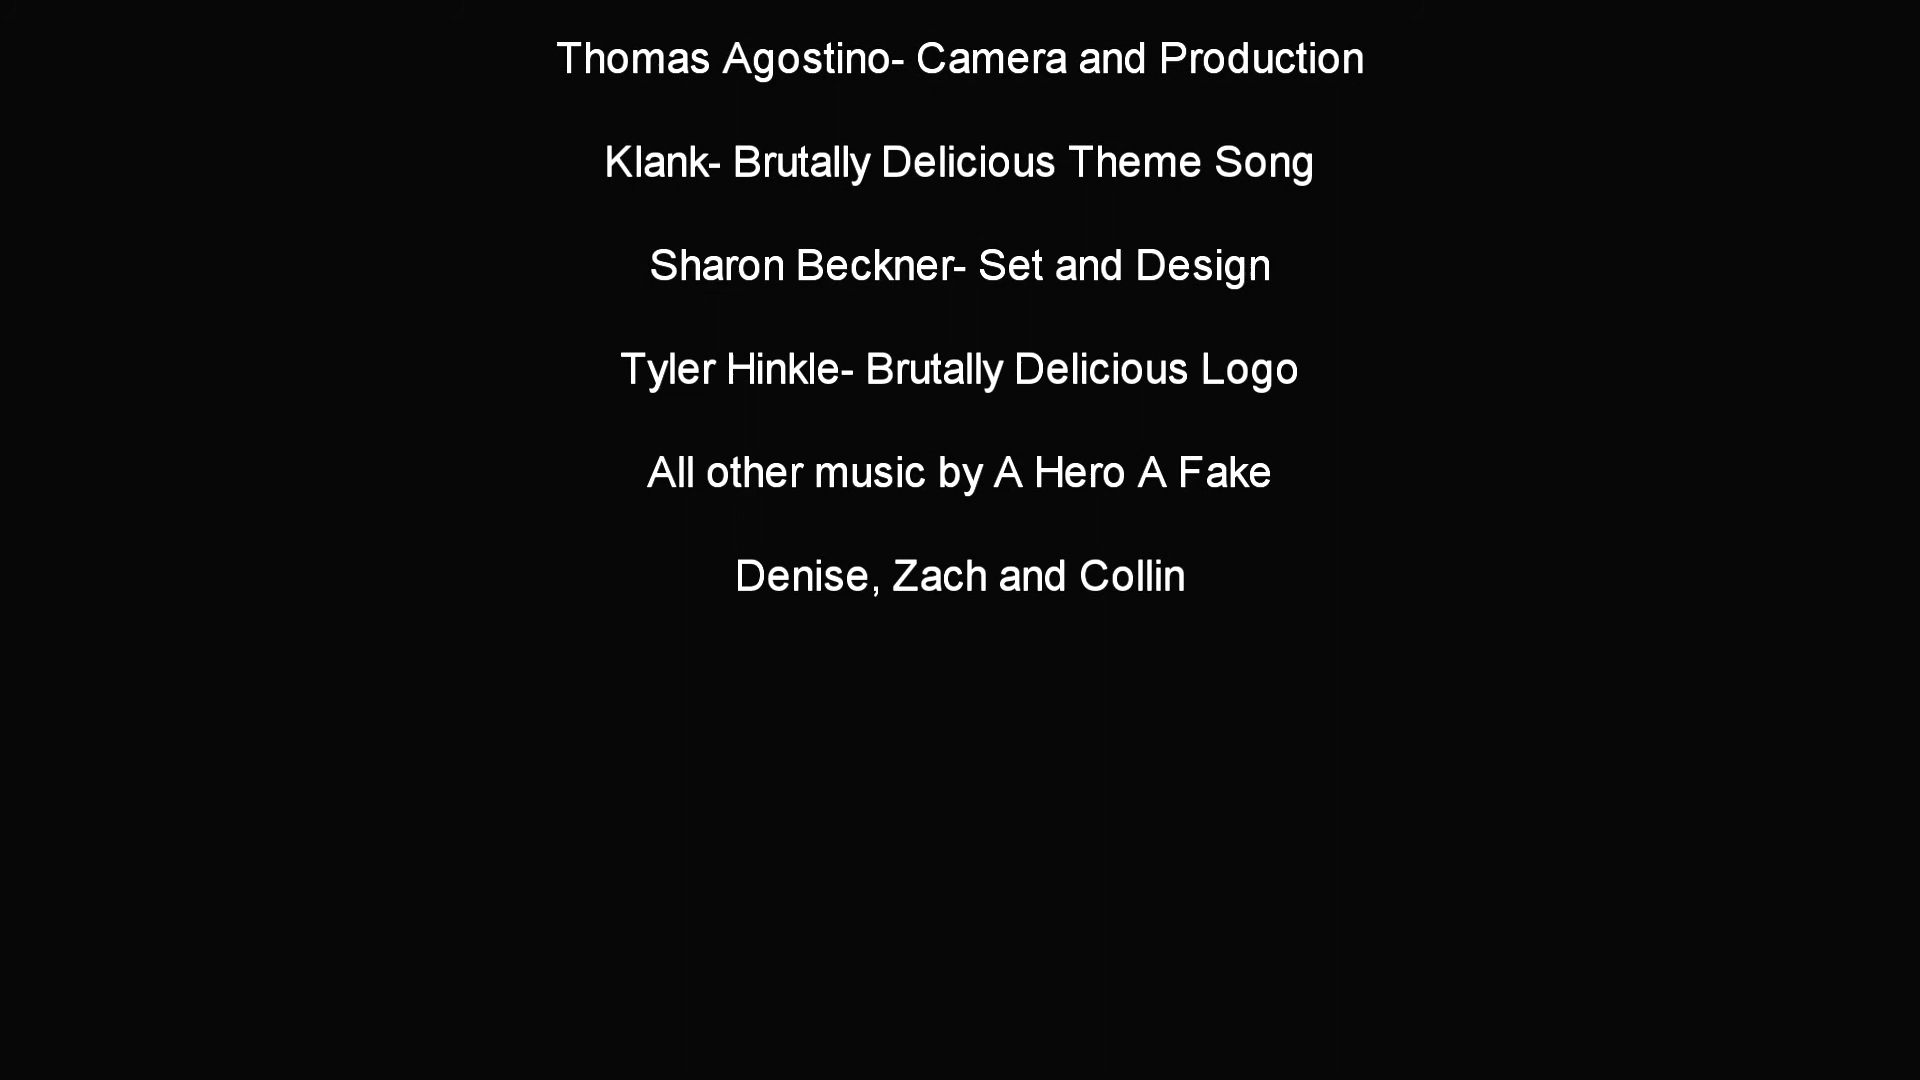 Thomas Agostino- Camera and Production
Klank- Brutally Delicious Theme Song
Sharon Beckner- Set and Design
Tyler Hinkle- Brutally Delicious Logo
All other music by A Hero A Fake
Denise, Zach and Collin